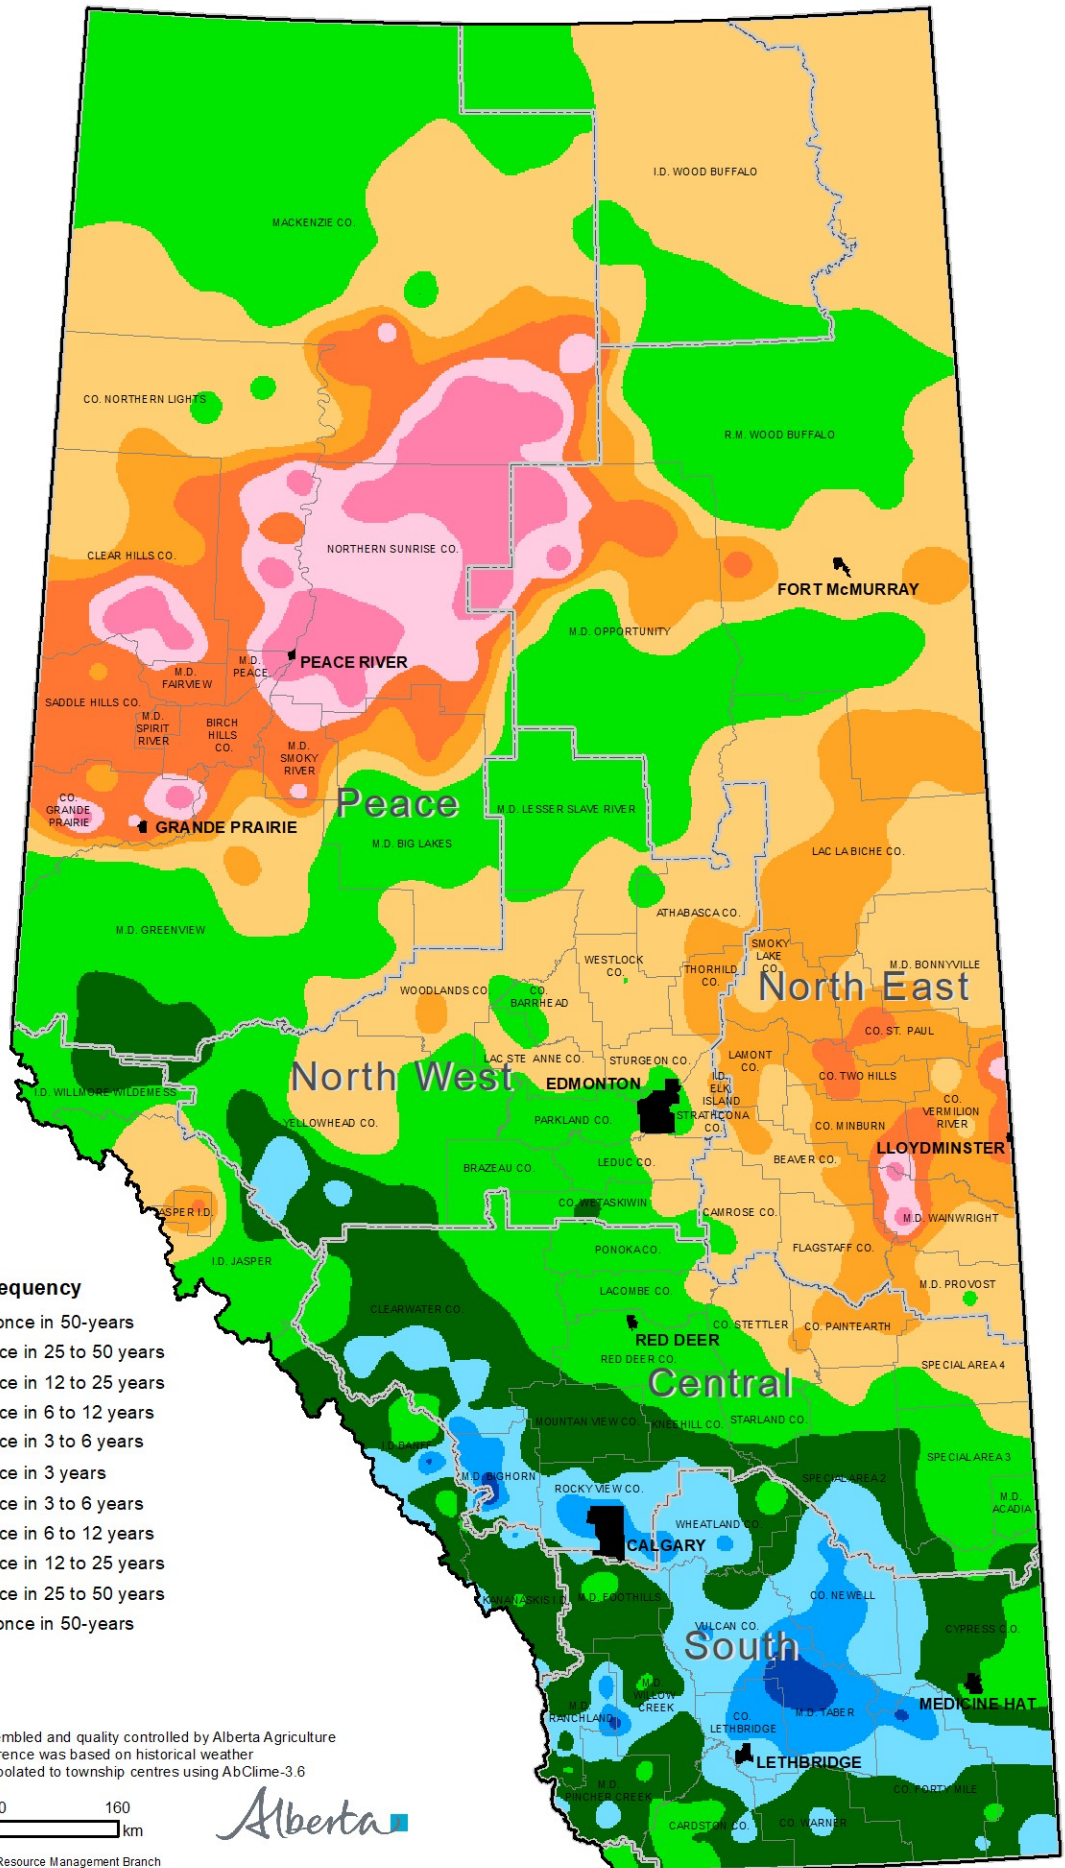 I.D. WOOD BUFFALO
MACKENZIE CO.
CO. NORTHERN LIGHTS
R.M. WOOD BUFFALO
NORTHERN SUNRISE CO.
CLEAR HILLS CO.
FORT McMURRAY
M.D. OPPORTUNITY
PEACE RIVER
M.D.
PEACE
M.D.
FAIRVIEW
SADDLE HILLS CO.
M.D.
SPIRIT
RIVER
BIRCH
HILLS
CO.
M.D.
SMOKY
RIVER
Peace
CO.
GRANDE
PRAIRIE
GRANDE PRAIRIE
M.D. LESSER SLAVE RIVER
M.D. BIG LAKES
LAC LA BICHE CO.
ATHABASCA CO.
M.D. GREENVIEW
SMOKY
LAKE
CO.
WESTLOCK
CO.
THORHILD
CO.
M.D. BONNYVILLE
North East
WOODLANDS CO.
CO.
BARRHEAD
CO. ST. PAUL
LAC STE ANNE CO.
STURGEON CO.
LAMONT
CO.
North West
EDMONTON
I.D.
ELK
ISLAND
CO. TWO HILLS
I.D. WILLMORE WILDERNESS
STRATHCONA
CO.
CO.
VERMILION
RIVER
YELLOWHEAD CO.
PARKLAND CO.
CO. MINBURN
LLOYDMINSTER
BRAZEAU CO.
LEDUC CO.
BEAVER CO.
CO. WETASKIWIN
JASPER I.D.
CAMROSE CO.
M.D. WAINWRIGHT
I.D. JASPER
PONOKA CO.
FLAGSTAFF CO.
M.D. PROVOST
equency
once in 50-years
ce in 25 to 50 years
ce in 12 to 25 years
ce in 6 to 12 years
ce in 3 to 6 years
ce in 3 years
ce in 3 to 6 years
ce in 6 to 12 years
ce in 12 to 25 years
ce in 25 to 50 years
once in 50-years
LACOMBE CO.
CLEARWATER CO.
CO. STETTLER
CO. PAINTEARTH
RED DEER
RED DEER CO.
SPECIAL AREA 4
Central
MOUNTAN VIEW CO.
KNEEHILL CO.
STARLAND CO.
I.D. BANFF
SPECIAL AREA 3
M.D. BIGHORN
SPECIAL AREA 2
ROCKY VIEW CO.
M.D.
ACADIA
WHEATLAND CO.
CALGARY
KANANASKIS I.D.
M.D. FOOTHILLS
CO. NEWELL
VULCAN CO.
CYPRESS CO.
South
M.D.
WILLOW
CREEK
MEDICINE HAT
M.D.
RANCHLAND
CO.
LETHBRIDGE
M.D. TABER
LETHBRIDGE
M.D.
PINCHER CREEK
CO. FORTY MILE
CARDSTON CO.
CO. WARNER
embled and quality controlled by Alberta Agriculture
rence was based on historical weather
polated to township centres using AbClime-3.6
0 160
km
Alberta
Resource Management Branch